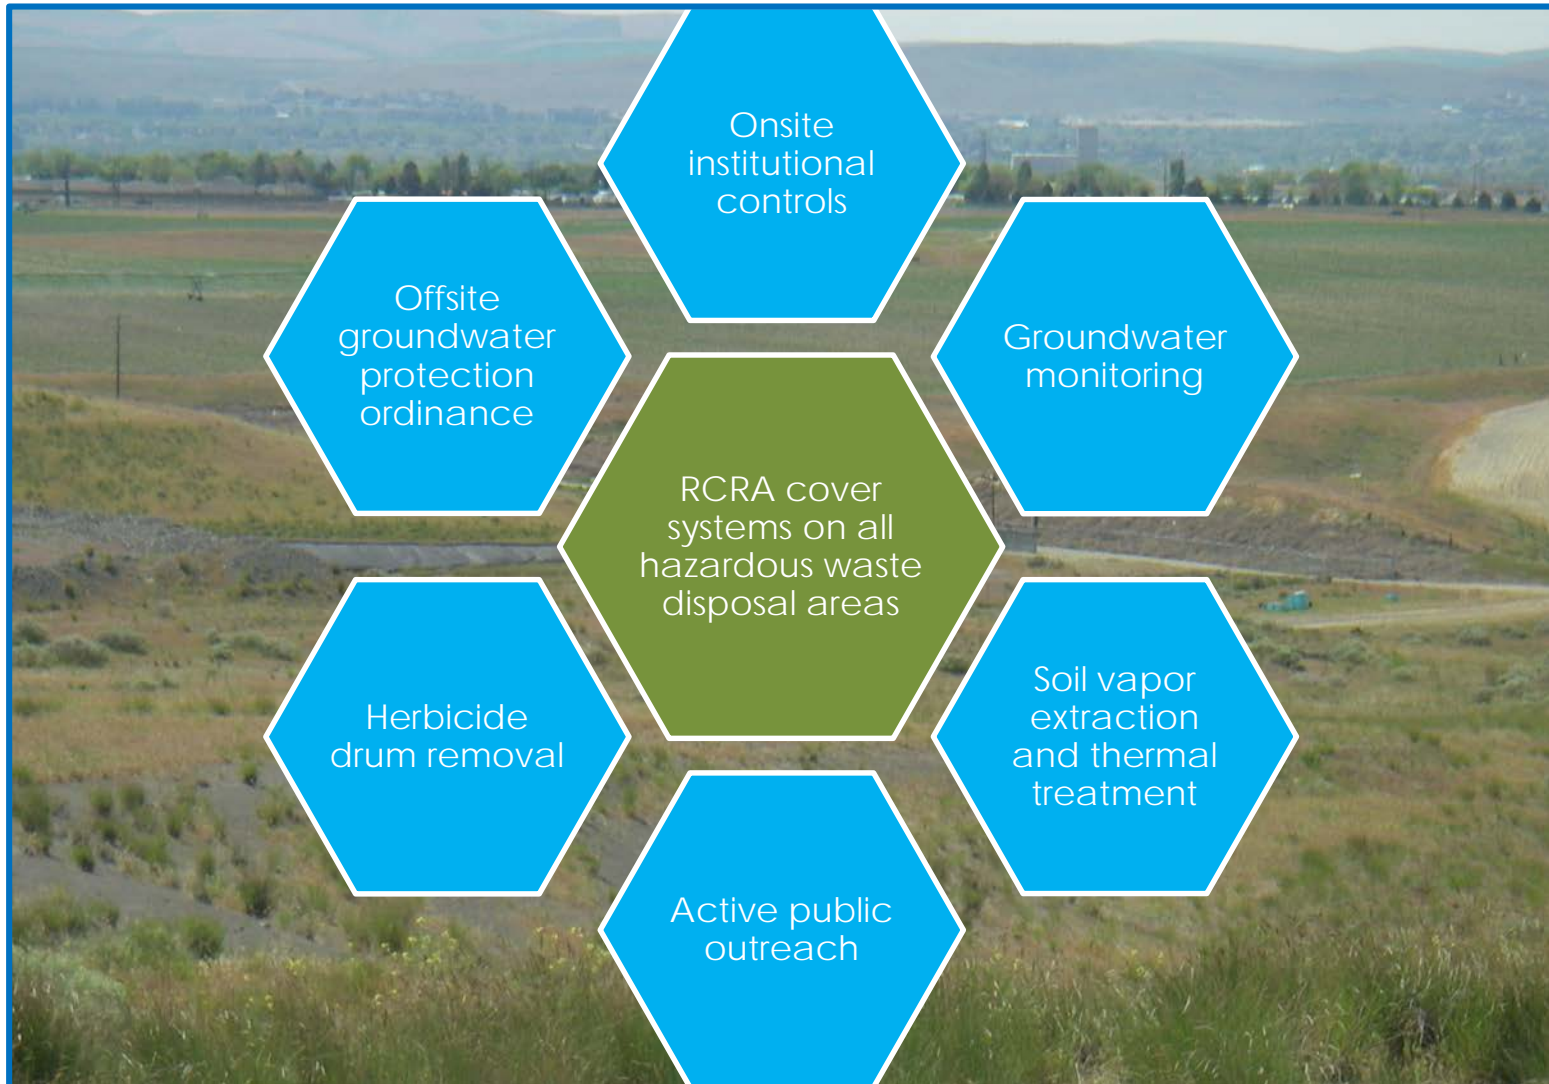 Onsite
institutional
controls
Offsite
groundwater
protection
ordinance
Groundwater
monitoring
RCRA cover
systems on all
hazardous waste
disposal areas
Herbicide
drum removal
Soil vapor
extraction
and thermal
treatment
Active public
outreach